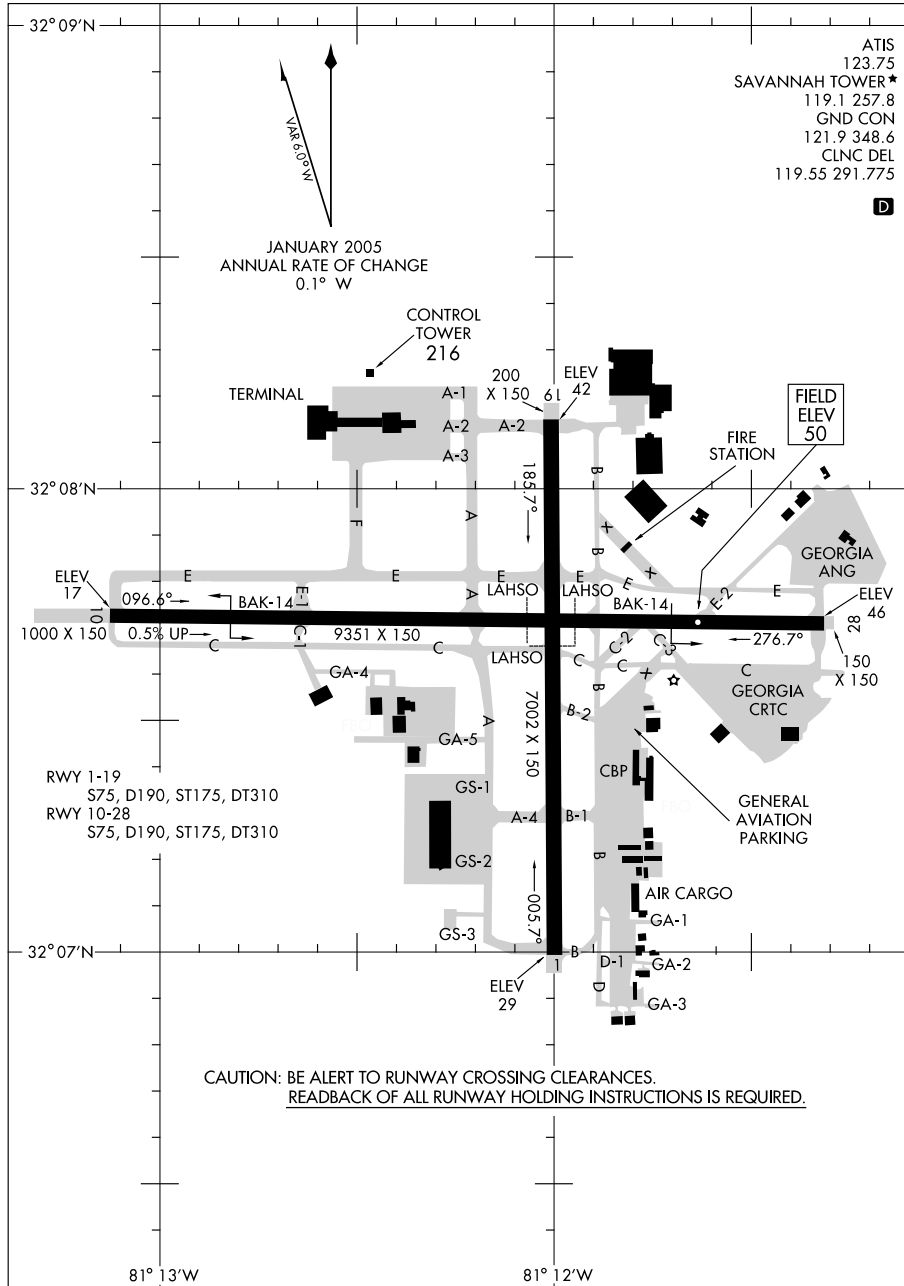 32°09'N
ATIS
123.75
SAVANNAH TOWER★
119.1 257.8
GND CON
121.9 348.6
CLNC DEL
119.55 291.775
D
VAR 6.0° W
JANUARY 2005
ANNUAL RATE OF CHANGE
0.1° W
CONTROL
TOWER
216
TERMINAL
200
X 150
ELEV
42
19
FIELD
ELEV
50
FIRE
STATION
A-1
A-2
A-2
A-3
32°08'N
185.7°
B
X
B
F
A
GEORGIA
ANG
ELEV
17
E
E
E
E
X
E
E-2
E
E-1
A
LAHSO
LAHSO
ELEV
46
096.6°
BAK-14
BAK-14
10
28
1000 X 150
0.5% UP
C-1
9351 X 150
C-2
C-3
276.7°
C
C
LAHSO
C
C
X
C
150
X 150
GA-4
B
GEORGIA
CRTC
7002 X 150
B-2
A
GA-5
RWY 1-19
S75, D190, ST175, DT310
RWY 10-28
S75, D190, ST175, DT310
GS-1
CBP
GENERAL
AVIATION
PARKING
A-4
B-1
GS-2
B
005.7°
AIR CARGO
GA-1
GS-3
32°07'N
B
D-1
GA-2
1
ELEV
29
D
GA-3
CAUTION: BE ALERT TO RUNWAY CROSSING CLEARANCES.
READBACK OF ALL RUNWAY HOLDING INSTRUCTIONS IS REQUIRED.
81° 13'W
81° 12'W